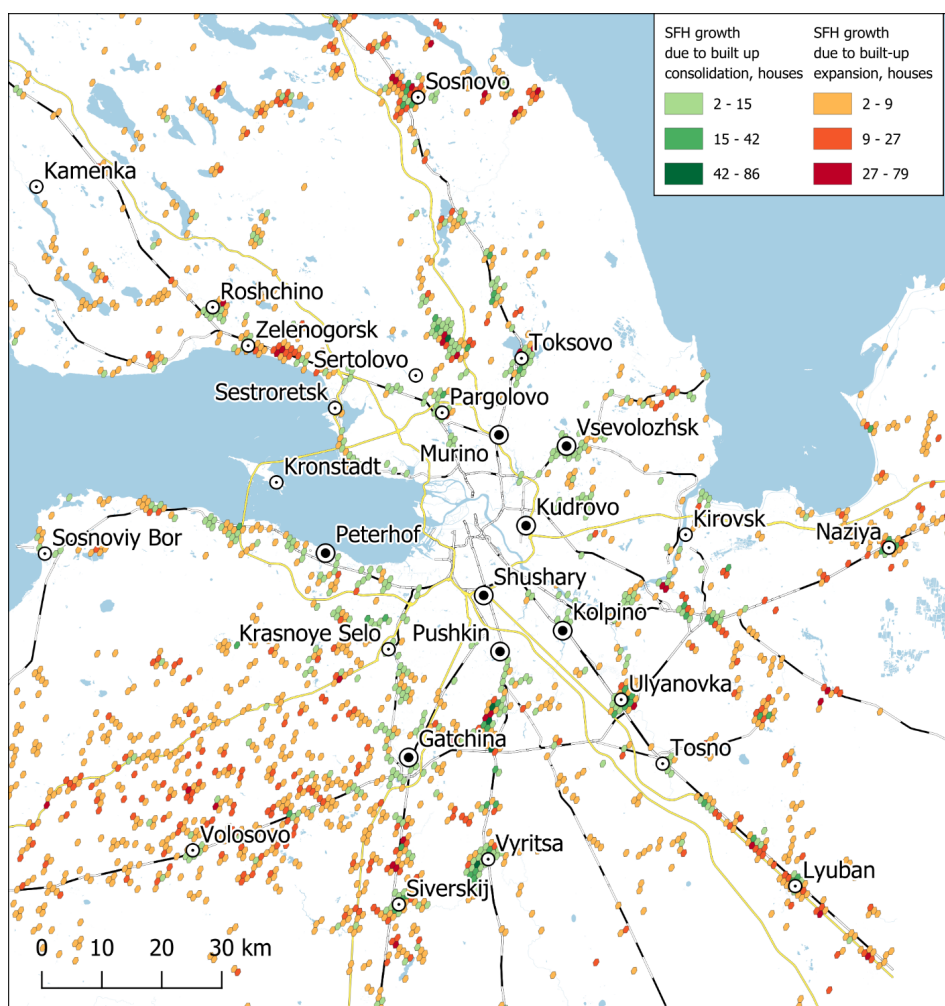 SFH growth
due to built up
consolidation, houses
2 - 15
15 - 42
42 - 86
SFH growth
due to built-up
expansion, houses
2 - 9
9 - 27
27 - 79
Sosnovo
Kamenka
Roshchino
Zelenogorsk
Toksovo
Sertolovo
Sestroretsk
Pargolovo
Vsevolozhsk
Murino
Kronstadt
Kudrovo
Kirovsk
Naziya
Sosnoviy Bor
Peterhof
Shushary
Kolpino
Krasnoye Selo
Pushkin
Ulyanovka
Gatchina
Tosno
Volosovo
Vyritsa
Lyuban
Siverskij
0 10 20 30 km